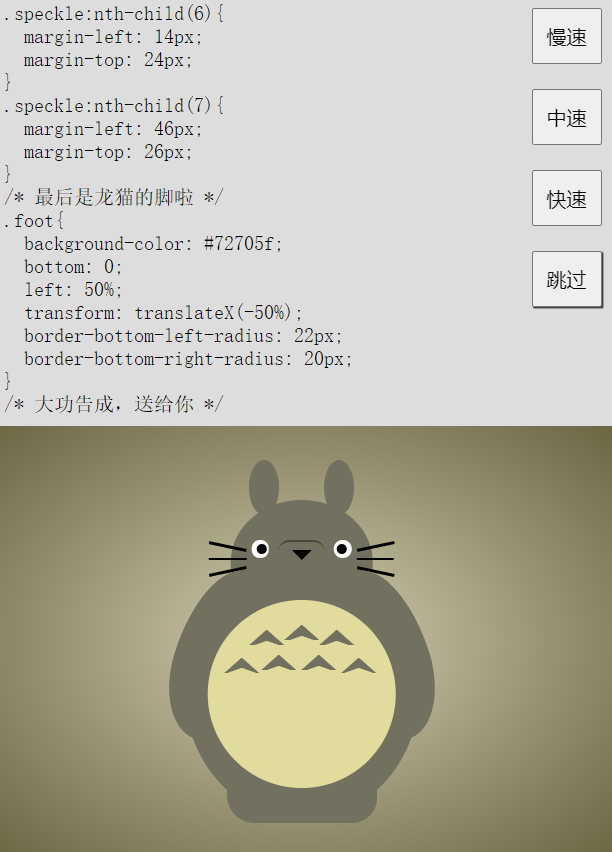 .speckle:nth-child(6){
  margin-left: 14px;
  margin-top: 24px;
}
.speckle:nth-child(7){
  margin-left: 46px;
  margin-top: 26px;
}
/* 最后是龙猫的脚啦 */
.foot{
  background-color: #72705f;
  bottom: 0;
  left: 50%;
  transform: translateX(-50%);
  border-bottom-left-radius: 22px;
  border-bottom-right-radius: 20px;
}
/* 大功告成，送给你 */
慢速
中速
快速
跳过